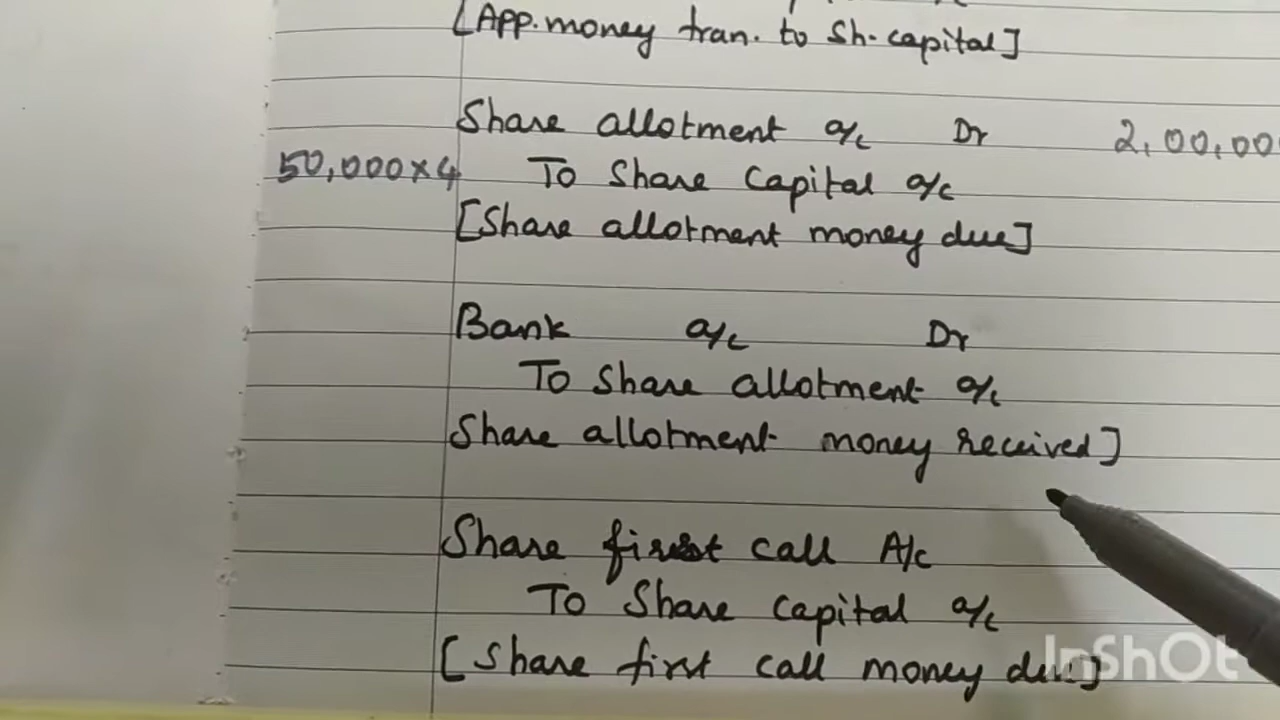 [App. money tran. to Sh. capital]
Share allotment a/c Dr 2,00,00
50,000×4 To Share Capital a/c
[Share allotment money due]
Bank a/c Dr
To Share allotment a/c
Share allotment money received]
Share first call A/c
To Share capital a/c
[Share first call money due]
InShOt